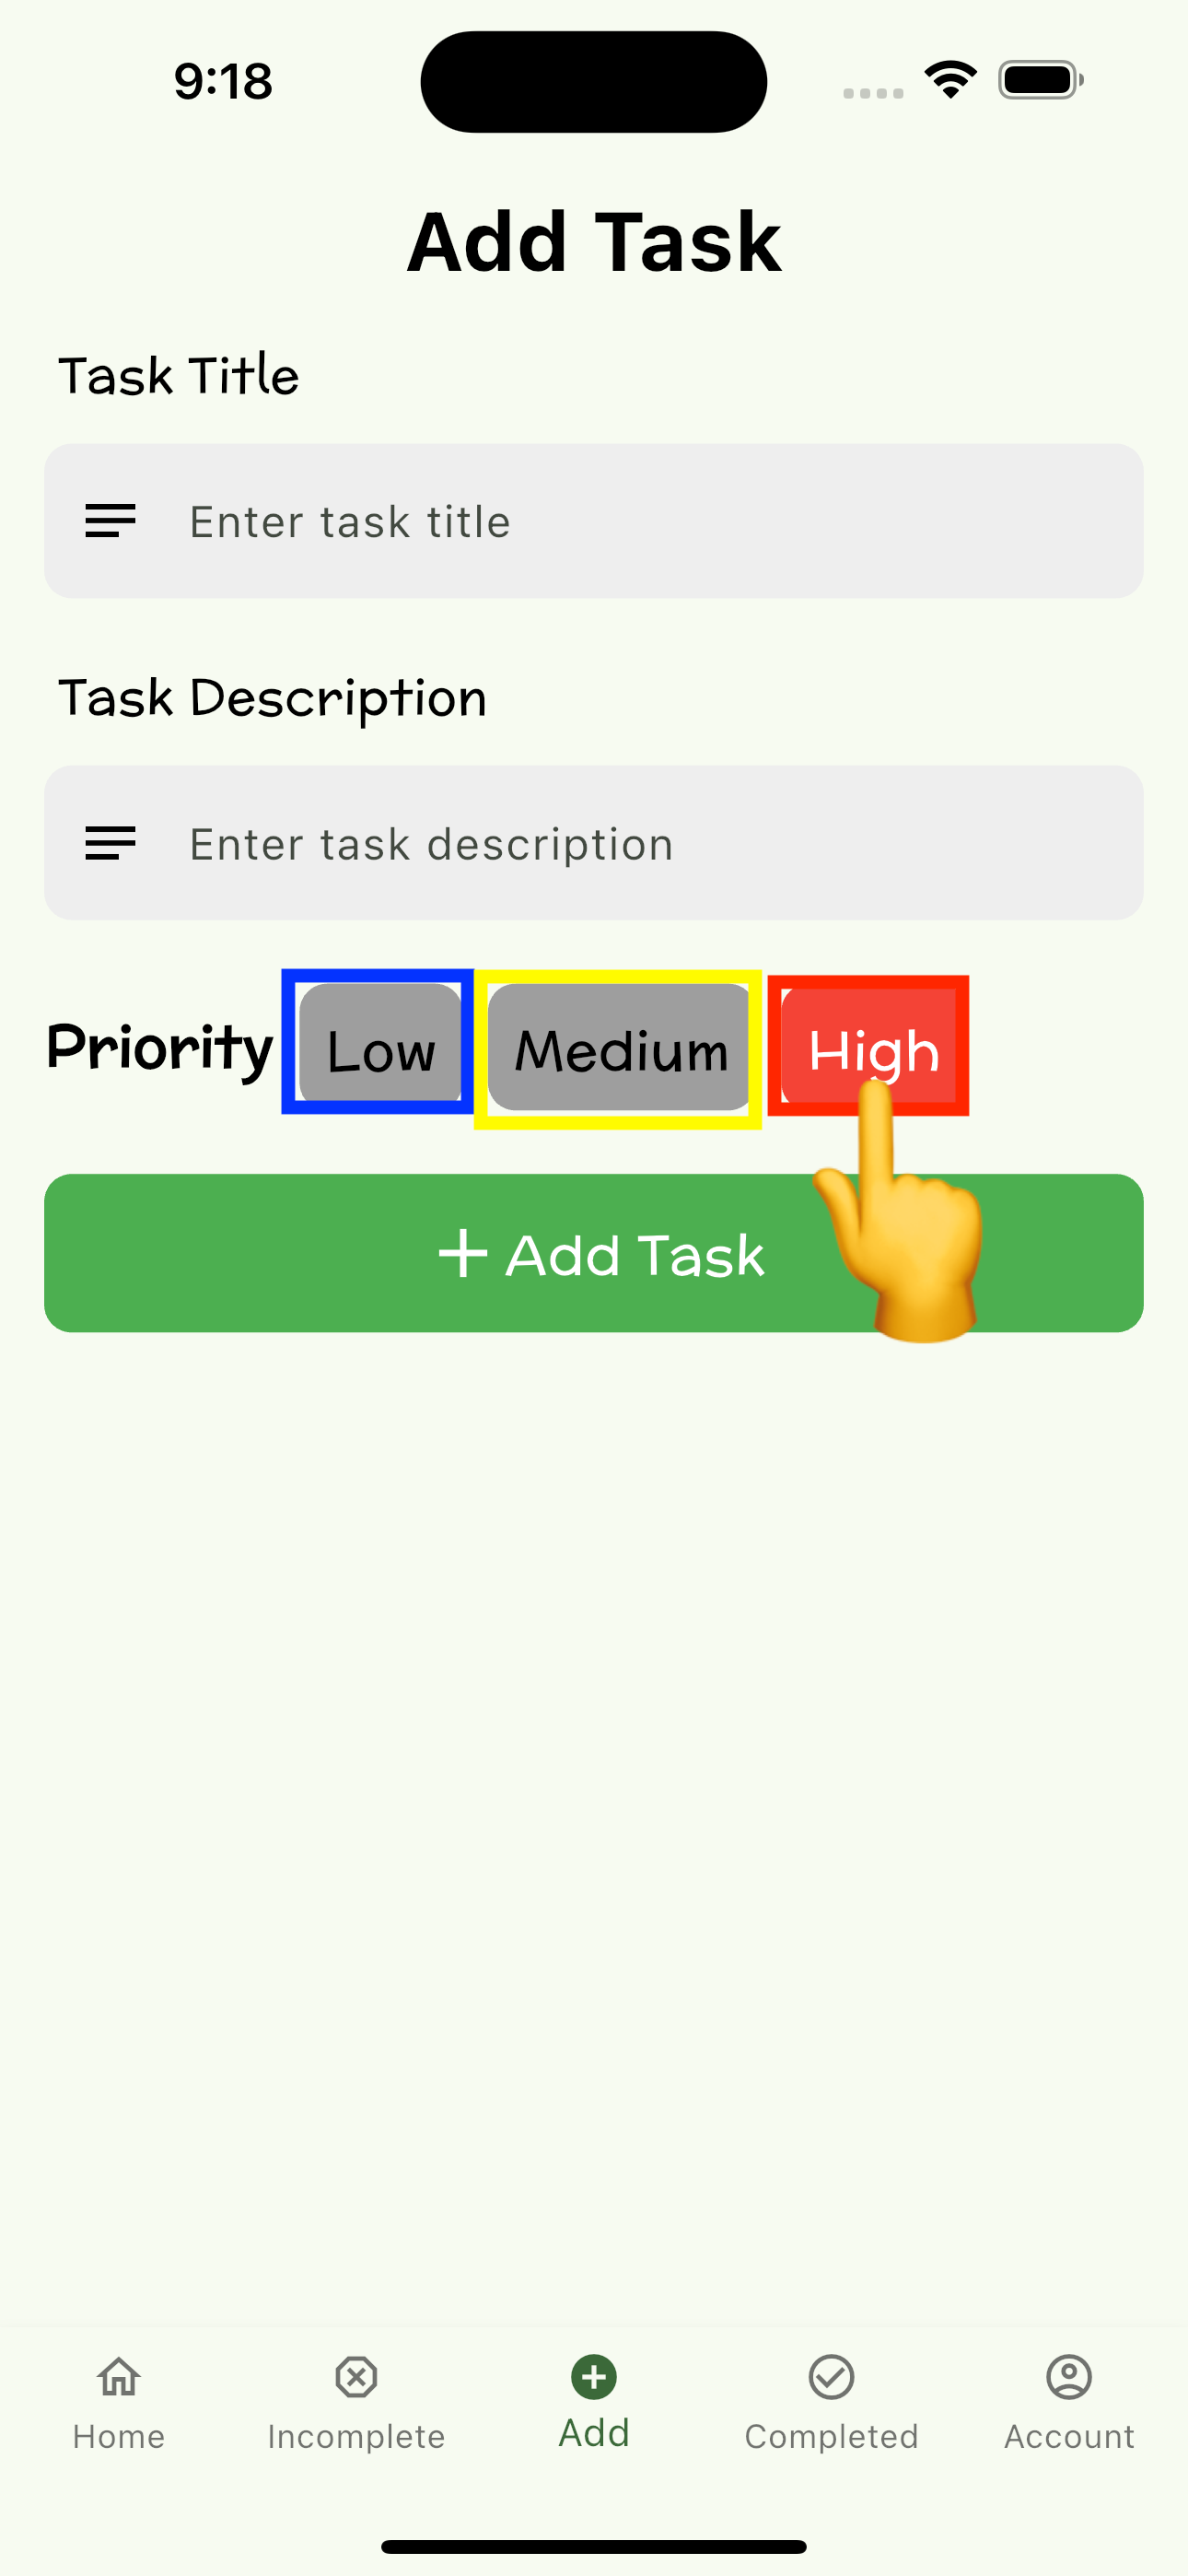 9:18
Add Task
Task Title
Enter task title
Task Description
Enter task description
Priority Low Medium High
+ Add Task
Home Incomplete Add Completed Account